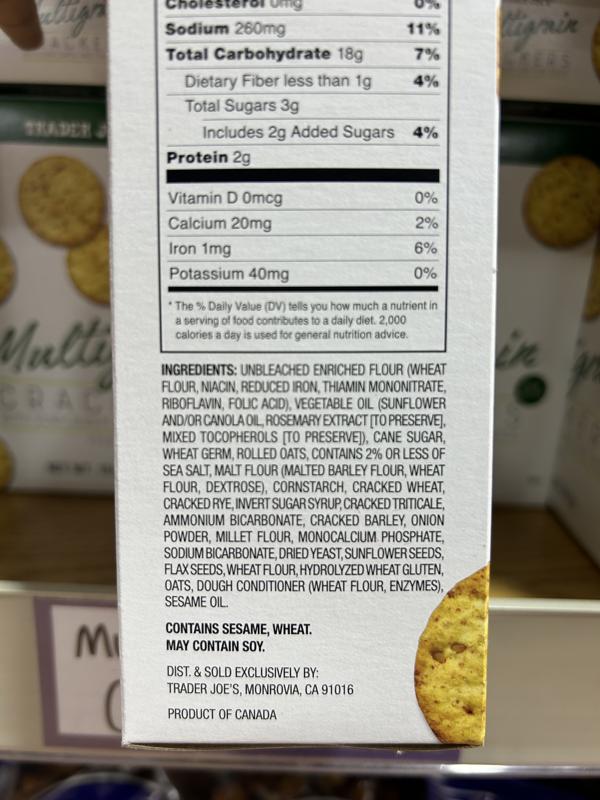 Cholesterol 0mg 0%
Sodium 260mg 11%
Total Carbohydrate 18g 7%
Dietary Fiber less than 1g 4%
Total Sugars 3g
Includes 2g Added Sugars 4%
Protein 2g
Vitamin D 0mcg 0%
Calcium 20mg 2%
Iron 1mg 6%
Potassium 40mg 0%
* The % Daily Value (DV) tells you how much a nutrient in
a serving of food contributes to a daily diet. 2,000
calories a day is used for general nutrition advice.
INGREDIENTS: UNBLEACHED ENRICHED FLOUR (WHEAT
FLOUR, NIACIN, REDUCED IRON, THIAMIN MONONITRATE,
RIBOFLAVIN, FOLIC ACID), VEGETABLE OIL (SUNFLOWER
AND/OR CANOLA OIL, ROSEMARY EXTRACT [TO PRESERVE],
MIXED TOCOPHEROLS [TO PRESERVE]), CANE SUGAR,
WHEAT GERM, ROLLED OATS, CONTAINS 2% OR LESS OF
SEA SALT, MALT FLOUR (MALTED BARLEY FLOUR, WHEAT
FLOUR, DEXTROSE), CORNSTARCH, CRACKED WHEAT,
CRACKED RYE, INVERT SUGAR SYRUP, CRACKED TRITICALE,
AMMONIUM BICARBONATE, CRACKED BARLEY, ONION
POWDER, MILLET FLOUR, MONOCALCIUM PHOSPHATE,
SODIUM BICARBONATE, DRIED YEAST, SUNFLOWER SEEDS,
FLAX SEEDS, WHEAT FLOUR, HYDROLYZED WHEAT GLUTEN,
OATS, DOUGH CONDITIONER (WHEAT FLOUR, ENZYMES),
SESAME OIL.
CONTAINS SESAME, WHEAT.
MAY CONTAIN SOY.
DIST. & SOLD EXCLUSIVELY BY:
TRADER JOE'S, MONROVIA, CA 91016
PRODUCT OF CANADA
TRADER J
Multig
CRAC